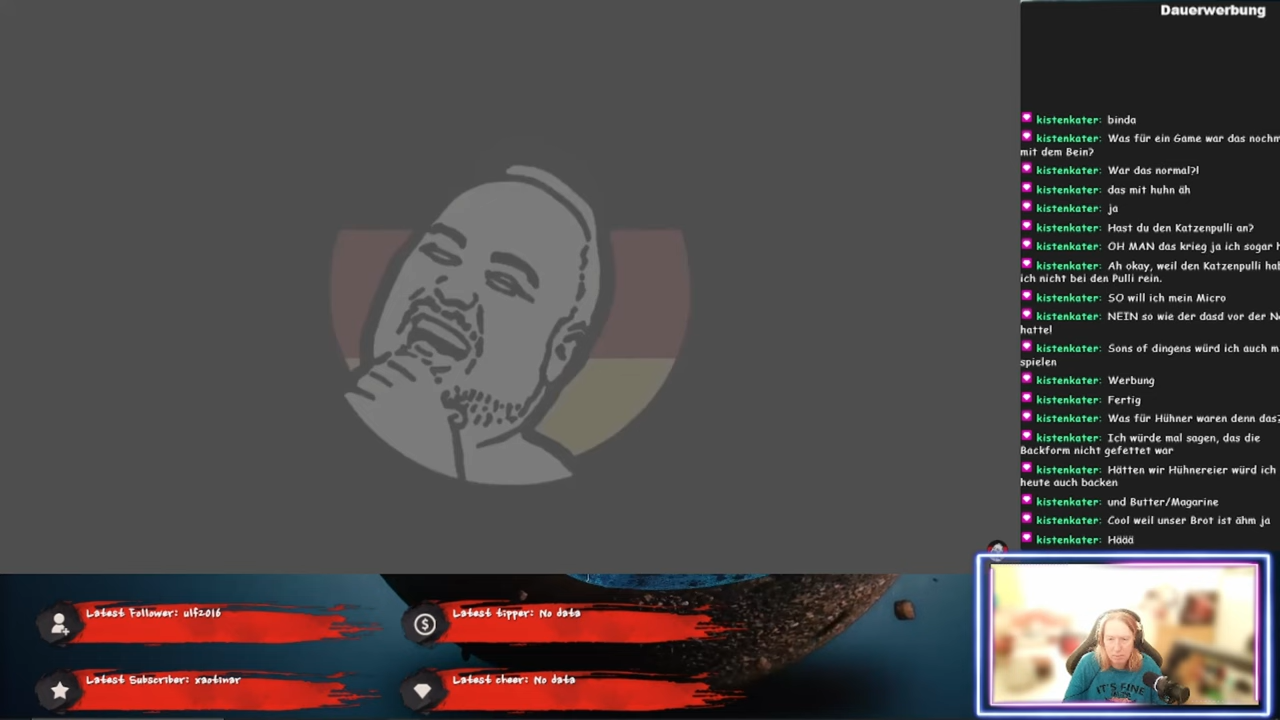 Dauerwerbung
kistenkater: binda
kistenkater: Was für ein Game war das nochm
mit dem Bein?
kistenkater: War das normal?!
kistenkater: das mit huhn äh
kistenkater: ja
kistenkater: Hast du den Katzenpulli an?
kistenkater: OH MAN das krieg ja ich sogar
kistenkater: Ah okay, weil den Katzenpulli hab
ich nicht bei den Pulli rein.
kistenkater: SO will ich mein Micro
kistenkater: NEIN so wie der dasd vor der
hatte!
kistenkater: Sons of dingens würd ich auch m
spielen
kistenkater: Werbung
kistenkater: Fertig
kistenkater: Was für Hühner waren denn das?
kistenkater: Ich würde mal sagen, das die
Backform nicht gefettet war
kistenkater: Hätten wir Hühnereier würd ich
heute auch backen
kistenkater: und Butter/Magarine
kistenkater: Cool weil unser Brot ist ähm ja
kistenkater: Häää
Latest Follower: ulf2016
Latest tipper: No data
Latest Subscriber: xaotinar
Latest cheer: No data
IT'S FINE